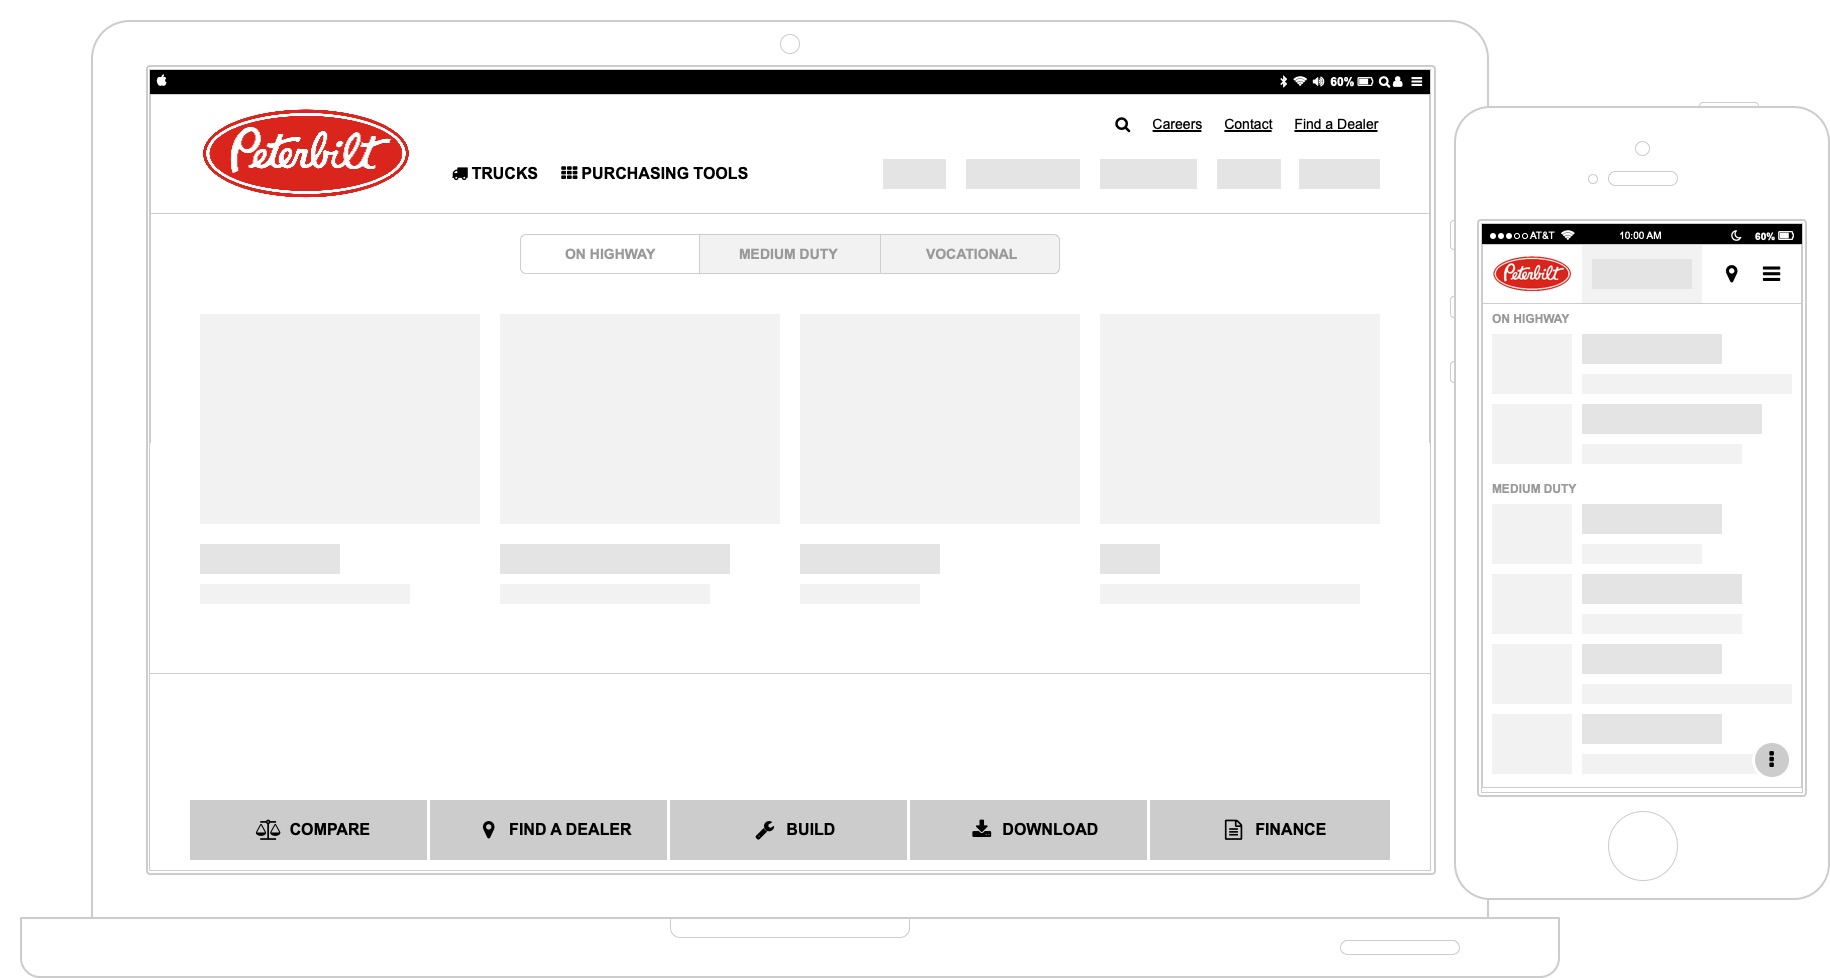 60%
Peterbilt
Careers Contact Find a Dealer
TRUCKS PURCHASING TOOLS
ON HIGHWAY MEDIUM DUTY VOCATIONAL
COMPARE FIND A DEALER BUILD DOWNLOAD FINANCE
AT&T 10:00 AM 60%
Peterbilt
ON HIGHWAY
MEDIUM DUTY